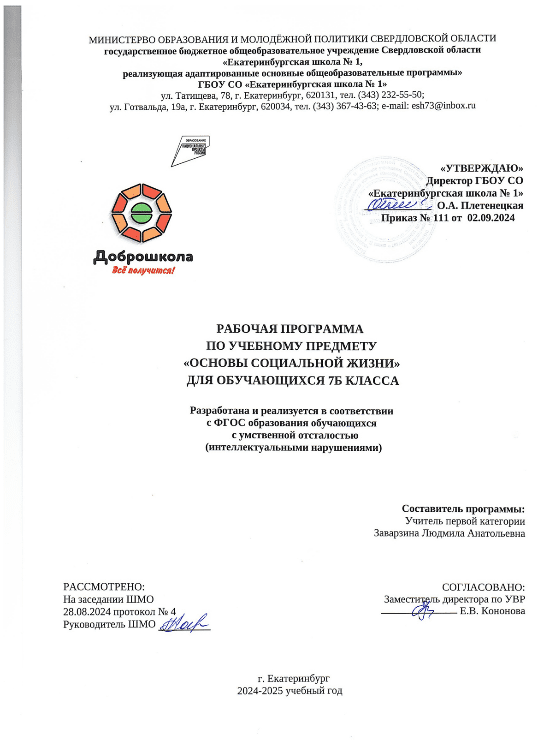 МИНИСТЕРВО ОБРАЗОВАНИЯ И МОЛОДЁЖНОЙ ПОЛИТИКИ СВЕРДЛОВСКОЙ ОБЛАСТИ
государственное бюджетное общеобразовательное учреждение Свердловской области
«Екатеринбургская школа № 1,
реализующая адаптированные основные общеобразовательные программы»
ГБОУ СО «Екатеринбургская школа № 1»
ул. Татищева, 78, г. Екатеринбург, 620131, тел. (343) 232-55-50;
ул. Готвальда, 19а, г. Екатеринбург, 620034, тел. (343) 367-43-63; e-mail: esh73@inbox.ru
Доброшкола
Всё получится!
«УТВЕРЖДАЮ»
Директор ГБОУ СО
«Екатеринбургская школа № 1»
О.А. Плетенецкая
Приказ № 111 от 02.09.2024
РАБОЧАЯ ПРОГРАММА
ПО УЧЕБНОМУ ПРЕДМЕТУ
«ОСНОВЫ СОЦИАЛЬНОЙ ЖИЗНИ»
ДЛЯ ОБУЧАЮЩИХСЯ 7Б КЛАССА
Разработана и реализуется в соответствии
с ФГОС образования обучающихся
с умственной отсталостью
(интеллектуальными нарушениями)
Составитель программы:
Учитель первой категории
Заварзина Людмила Анатольевна
РАССМОТРЕНО:
На заседании ШМО
28.08.2024 протокол № 4
Руководитель ШМО
СОГЛАСОВАНО:
Заместитель директора по УВР
Е.В. Кононова
г. Екатеринбург
2024-2025 учебный год